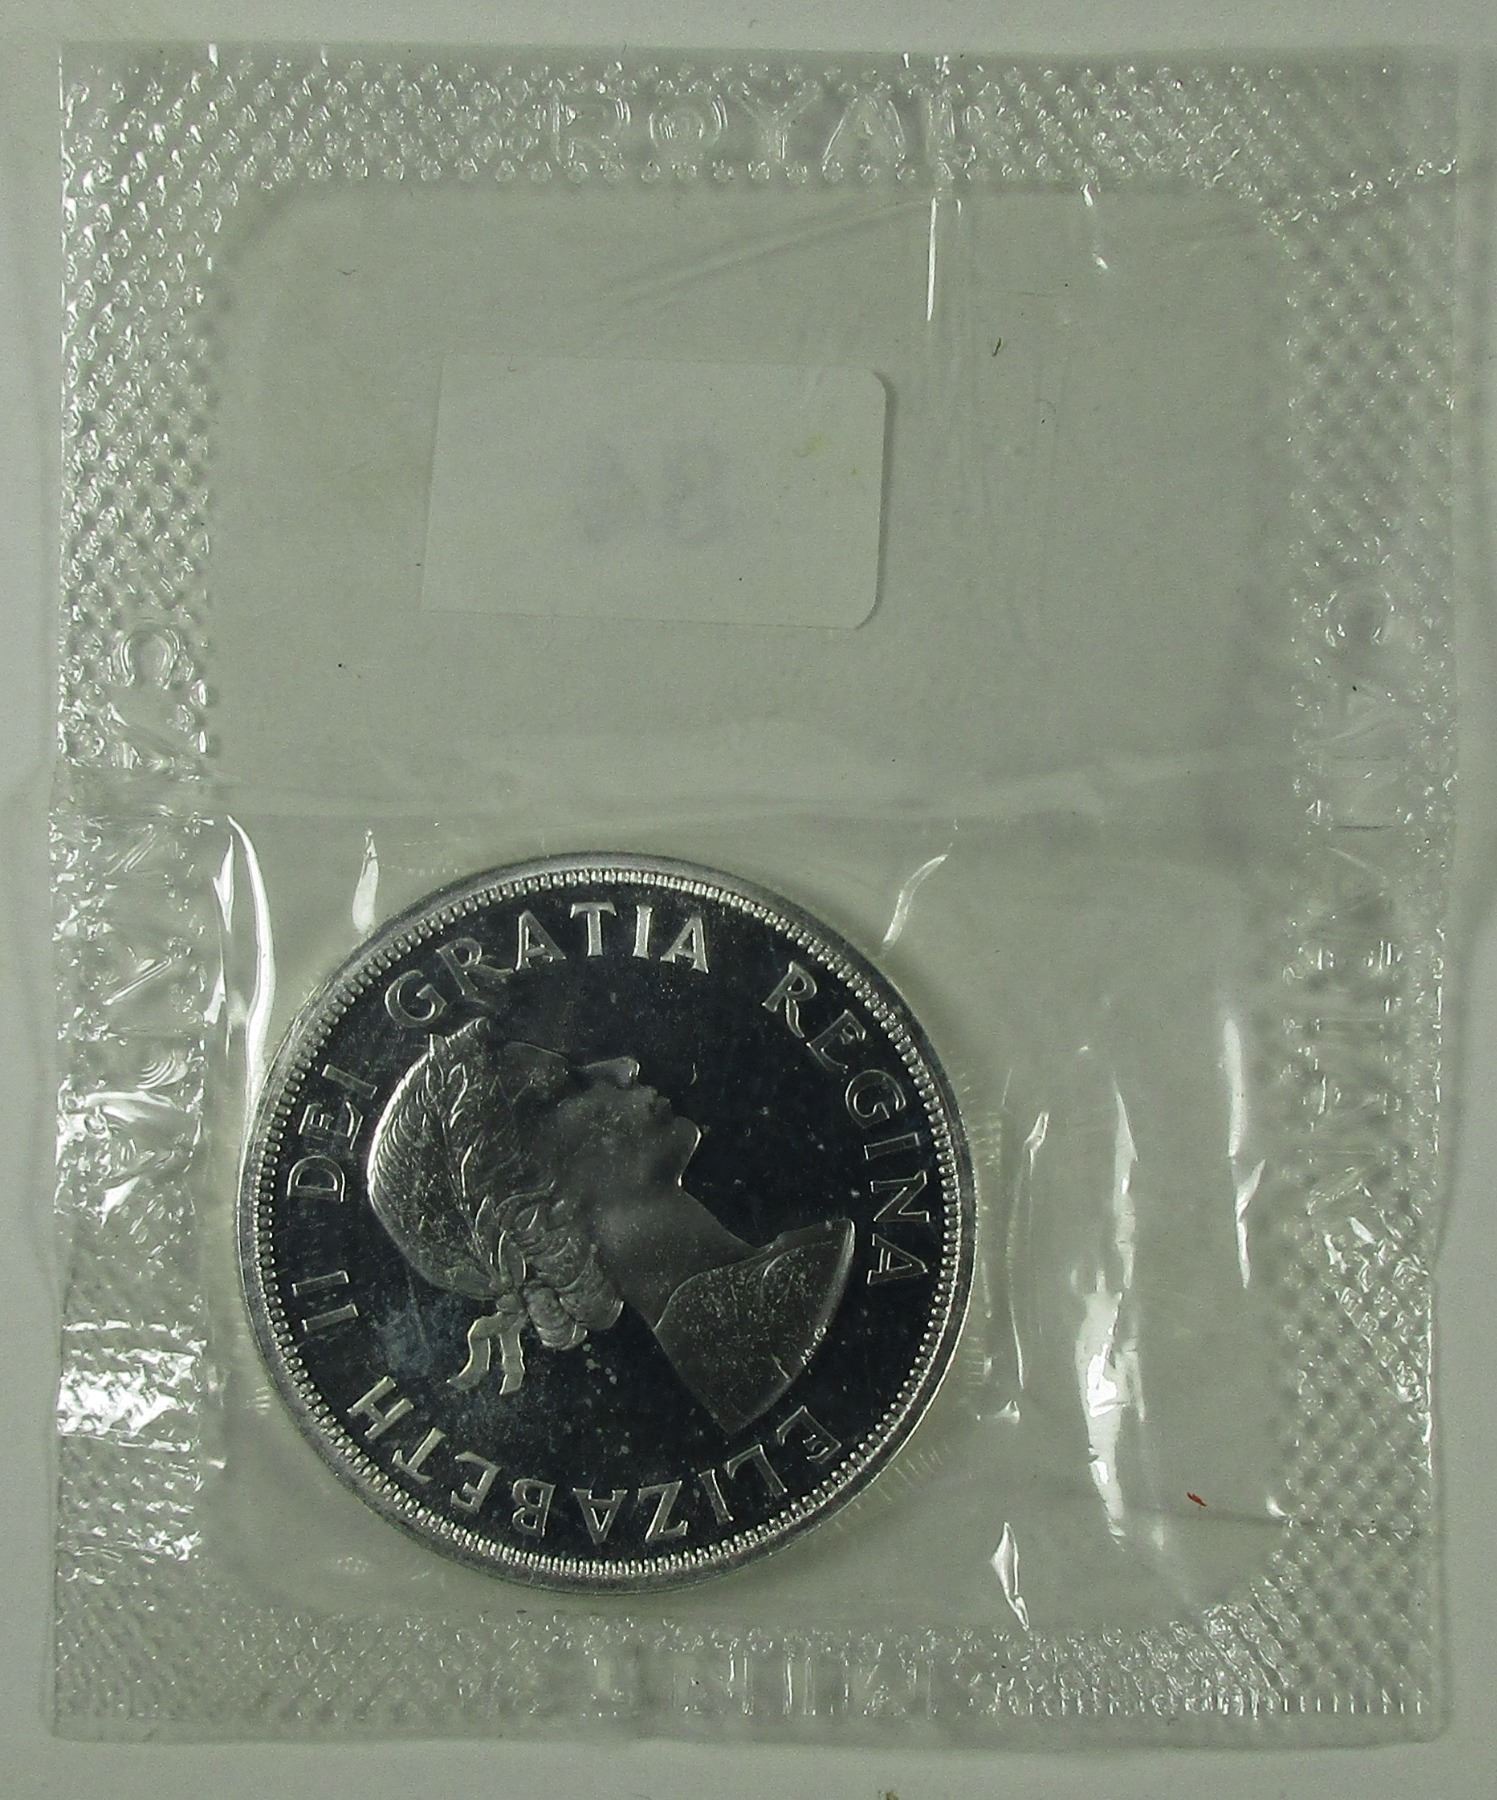 ROYAL
CANADIAN
MINT
ELIZABETH II DEI GRATIA REGINA